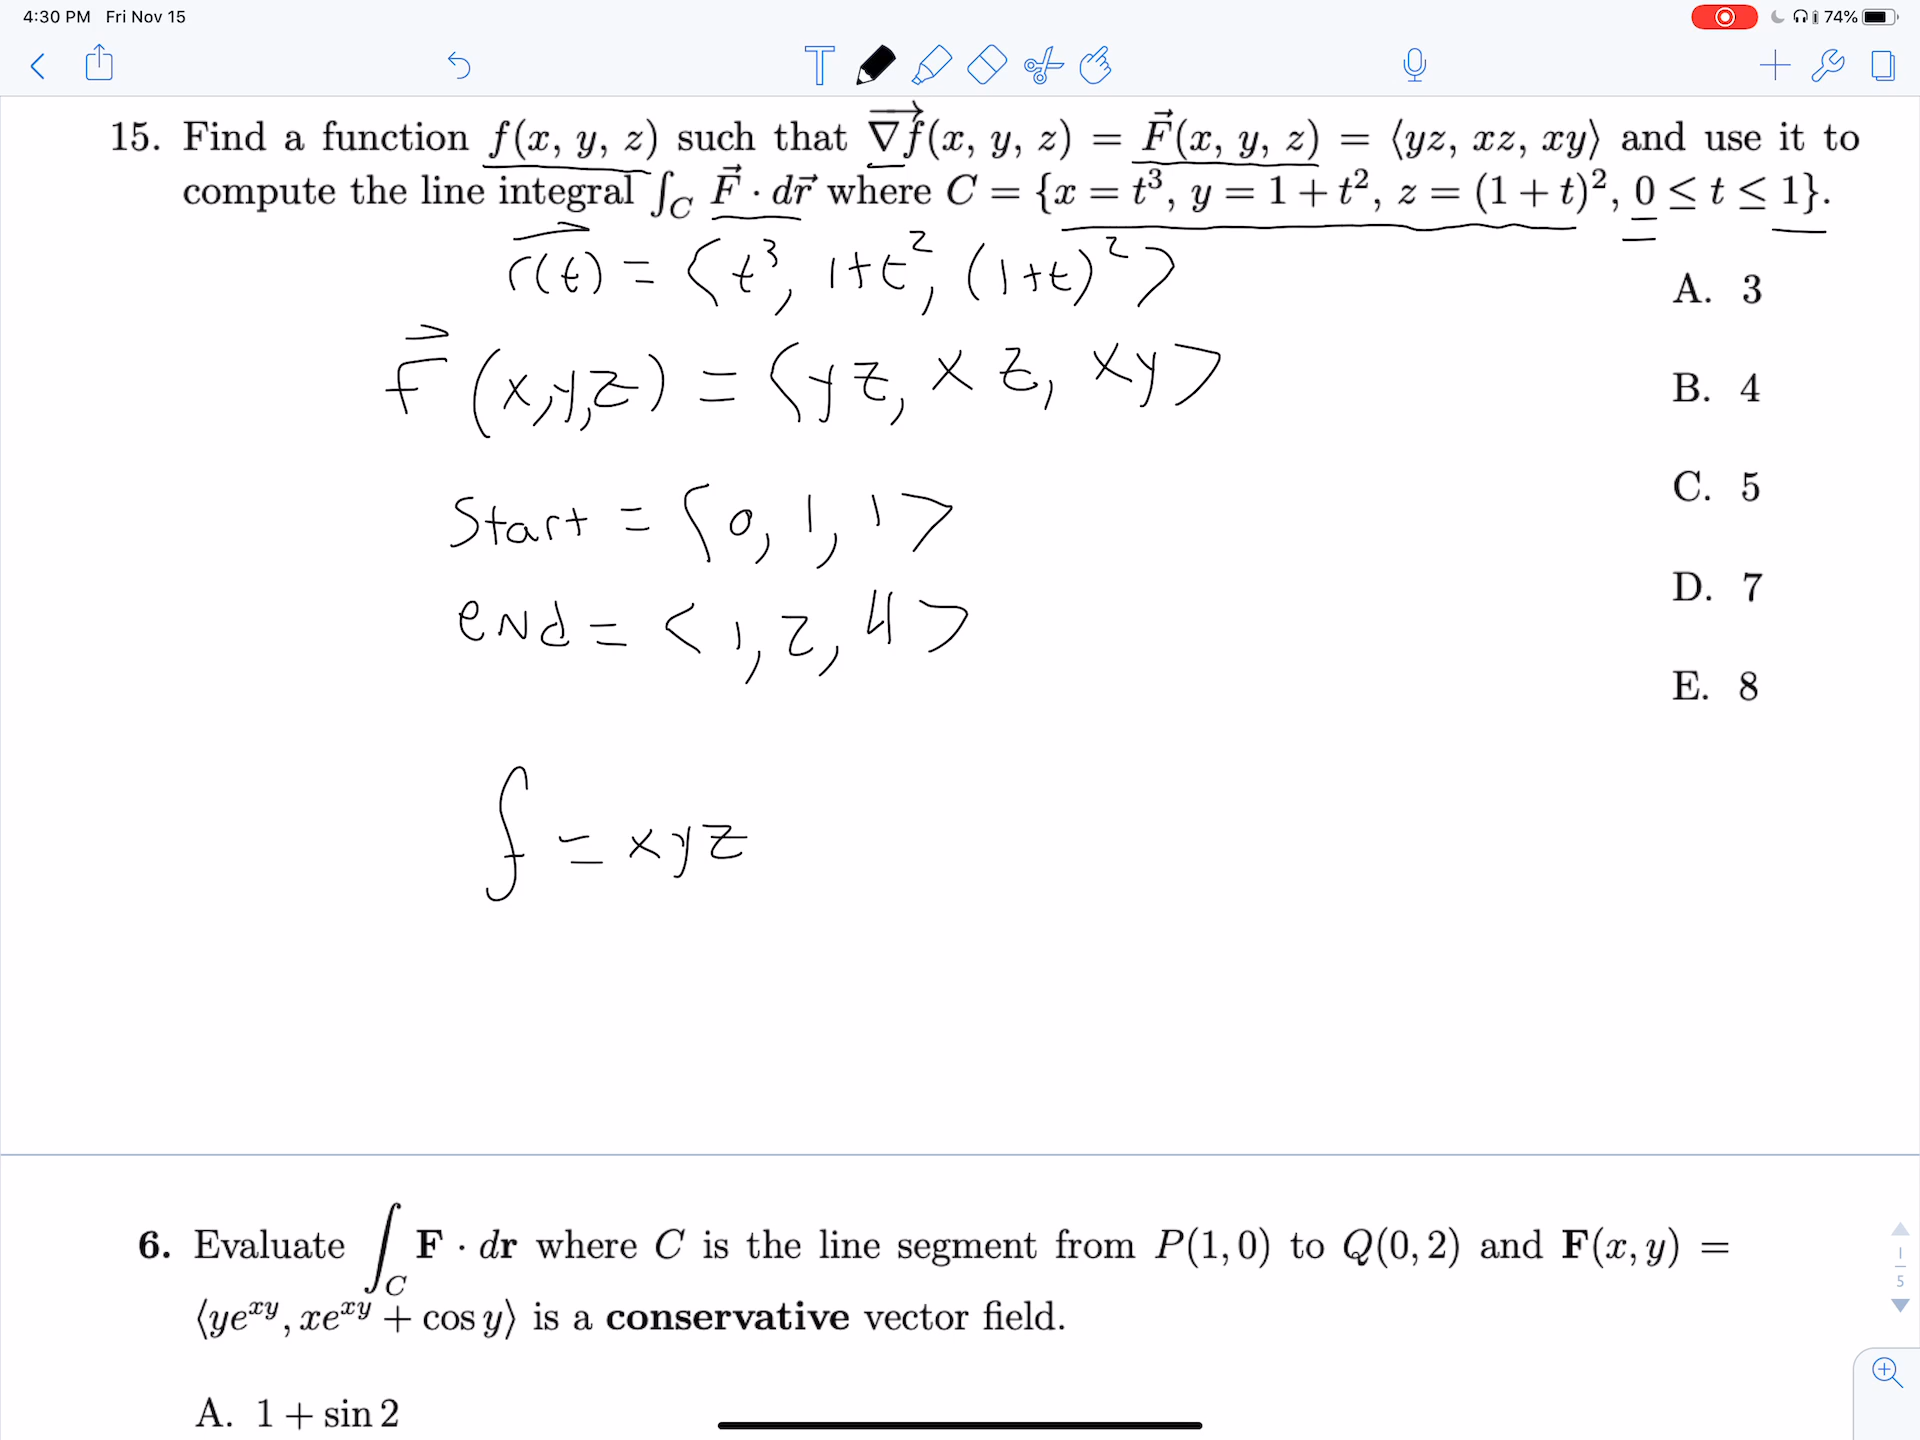 4:30 PM Fri Nov 15
74%
15. Find a function f(x, y, z) such that ∇f(x, y, z) = F(x, y, z) = ⟨yz, xz, xy⟩ and use it to
compute the line integral ∫_C F · dr where C = {x = t³, y = 1 + t², z = (1 + t)², 0 ≤ t ≤ 1}.
r(t) = ⟨t³, 1+t², (1+t)²⟩
A. 3
F(x,y,z) = ⟨yz, xz, xy⟩
B. 4
C. 5
Start = ⟨0, 1, 1⟩
D. 7
end = ⟨1, 2, 4⟩
E. 8
f = xyz
6. Evaluate ∫_C F · dr where C is the line segment from P(1, 0) to Q(0, 2) and F(x, y) =
⟨ye^{xy}, xe^{xy} + cos y⟩ is a conservative vector field.
A. 1 + sin 2
1
5